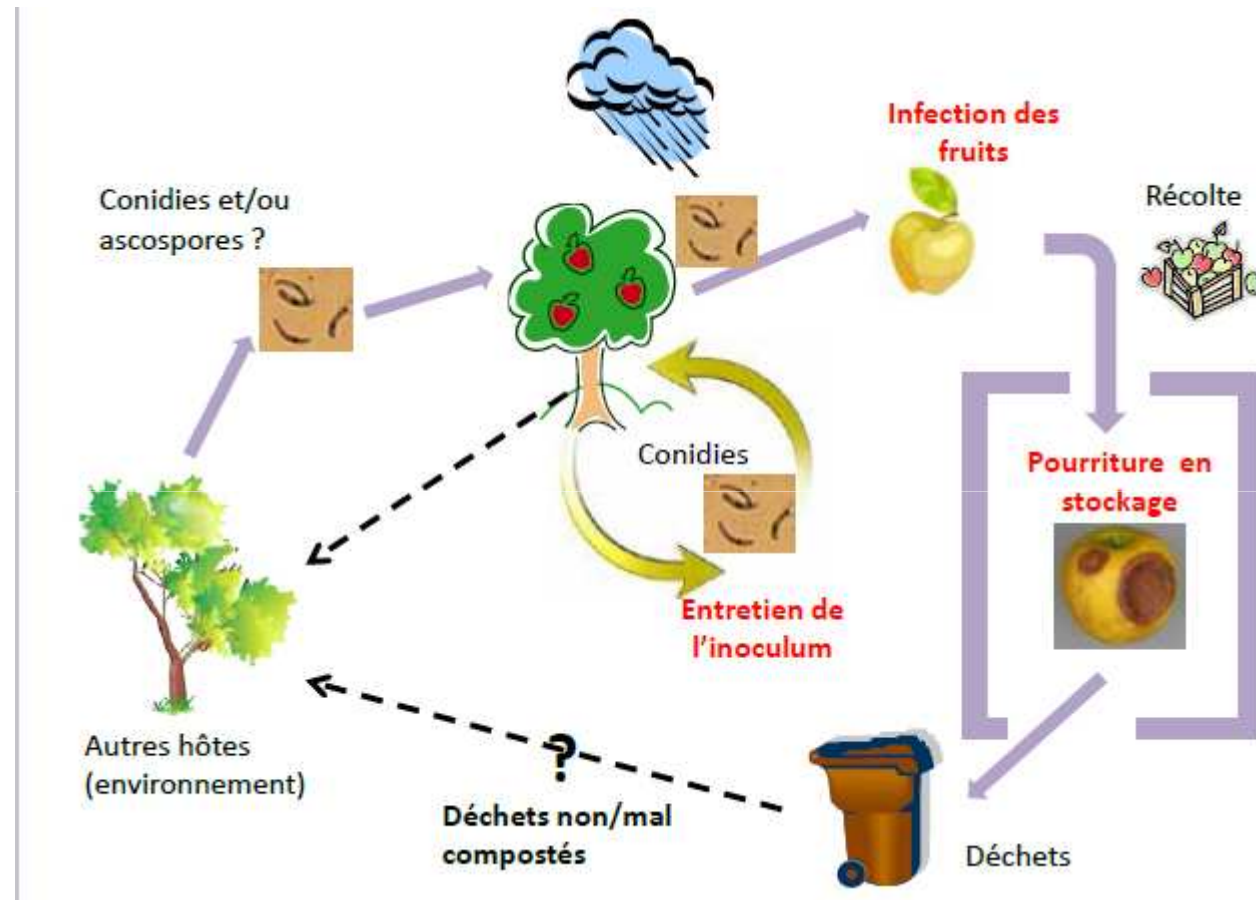 Infection des
fruits
Récolte
Conidies et/ou
ascospores ?
Conidies
Pourriture en
stockage
Entretien de
l'inoculum
Autres hôtes
(environnement)
?
Déchets non/mal
compostés
Déchets